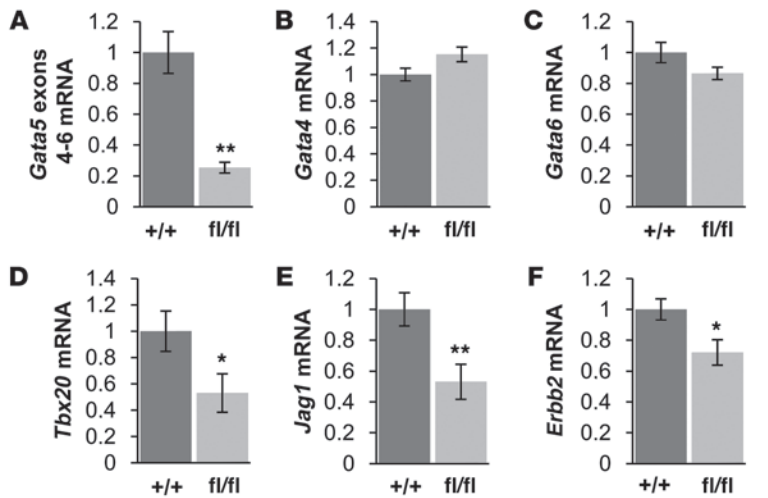 A
Gata5 exons
4-6 mRNA
1.2
1
0.8
0.6
0.4
0.2
0
**
+/+ fl/fl
B
Gata4 mRNA
1.4
1.2
1
0.8
0.6
0.4
0.2
0
+/+ fl/fl
C
Gata6 mRNA
1.2
1
0.8
0.6
0.4
0.2
0
+/+ fl/fl
D
Tbx20 mRNA
1.4
1.2
1
0.8
0.6
0.4
0.2
0
*
+/+ fl/fl
E
Jag1 mRNA
1.2
1
0.8
0.6
0.4
0.2
0
**
+/+ fl/fl
F
Erbb2 mRNA
1.2
1
0.8
0.6
0.4
0.2
0
*
+/+ fl/fl